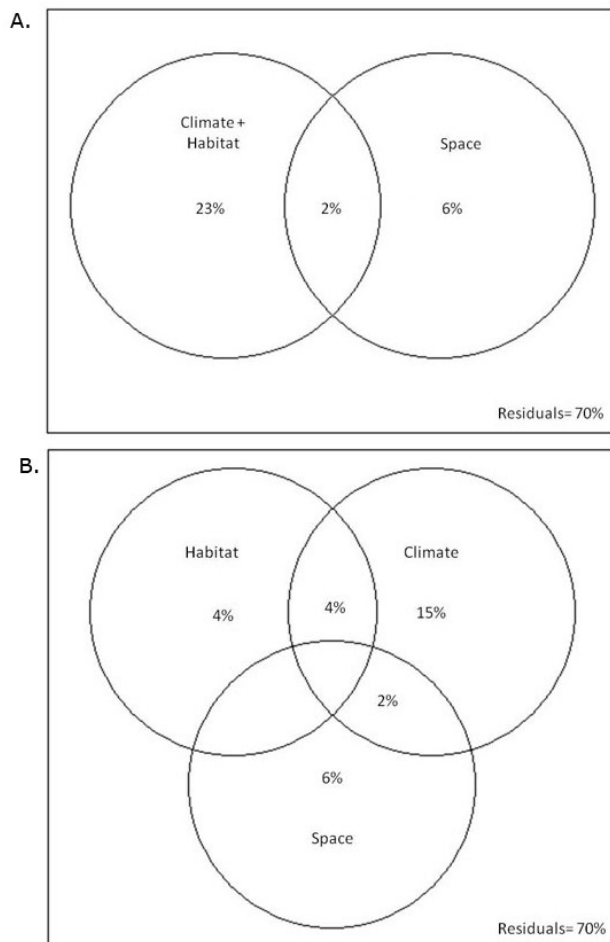 A.
Climate +
Habitat
Space
23%
2%
6%
Residuals= 70%
B.
Habitat
Climate
4%
4%
15%
2%
6%
Space
Residuals= 70%